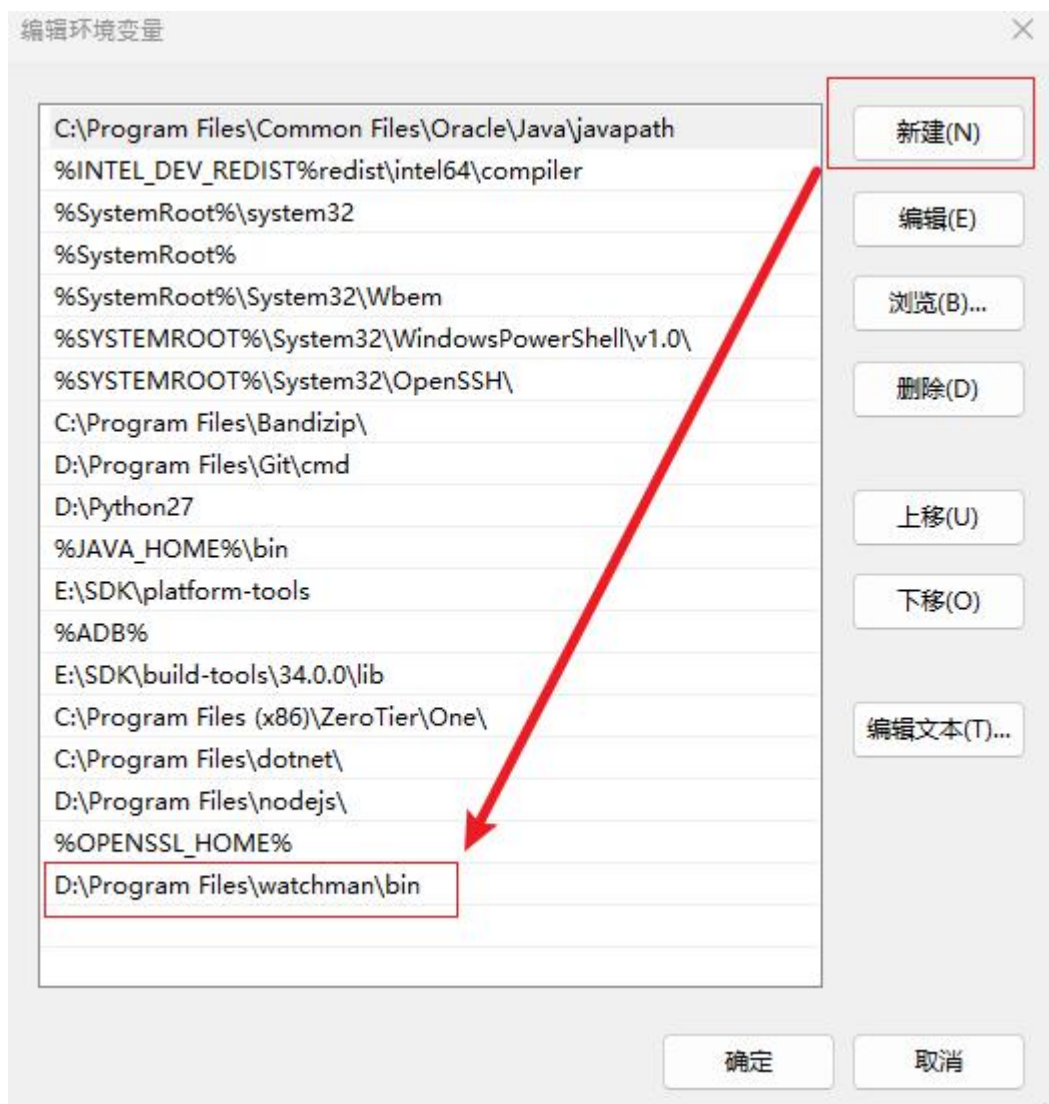 编辑环境变量
C:\Program Files\Common Files\Oracle\Java\javapath
%INTEL_DEV_REDIST%redist\intel64\compiler
%SystemRoot%\system32
%SystemRoot%
%SystemRoot%\System32\Wbem
%SYSTEMROOT%\System32\WindowsPowerShell\v1.0\
%SYSTEMROOT%\System32\OpenSSH\
C:\Program Files\Bandizip\
D:\Program Files\Git\cmd
D:\Python27
%JAVA_HOME%\bin
E:\SDK\platform-tools
%ADB%
E:\SDK\build-tools\34.0.0\lib
C:\Program Files (x86)\ZeroTier\One\
C:\Program Files\dotnet\
D:\Program Files\nodejs\
%OPENSSL_HOME%
D:\Program Files\watchman\bin
新建(N)
编辑(E)
浏览(B)...
删除(D)
上移(U)
下移(O)
编辑文本(T)...
确定
取消